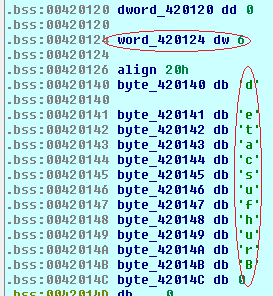 .bss:00420120 dword_420120 dd 0
.bss:00420120
.bss:00420124 word_420124 dw 6
.bss:00420124
.bss:00420126 align 20h
.bss:00420140 byte_420140 db 'd'
.bss:00420140
.bss:00420141 byte_420141 db 'e'
.bss:00420142 byte_420142 db 't'
.bss:00420143 byte_420143 db 'a'
.bss:00420144 byte_420144 db 'c'
.bss:00420145 byte_420145 db 's'
.bss:00420146 byte_420146 db 'u'
.bss:00420147 byte_420147 db 'f'
.bss:00420148 byte_420148 db 'h'
.bss:00420149 byte_420149 db 'u'
.bss:0042014A byte_42014A db 'r'
.bss:0042014B byte_42014B db 'B'
.bss:0042014C byte_42014C db 0
.bss:0042014D db 0